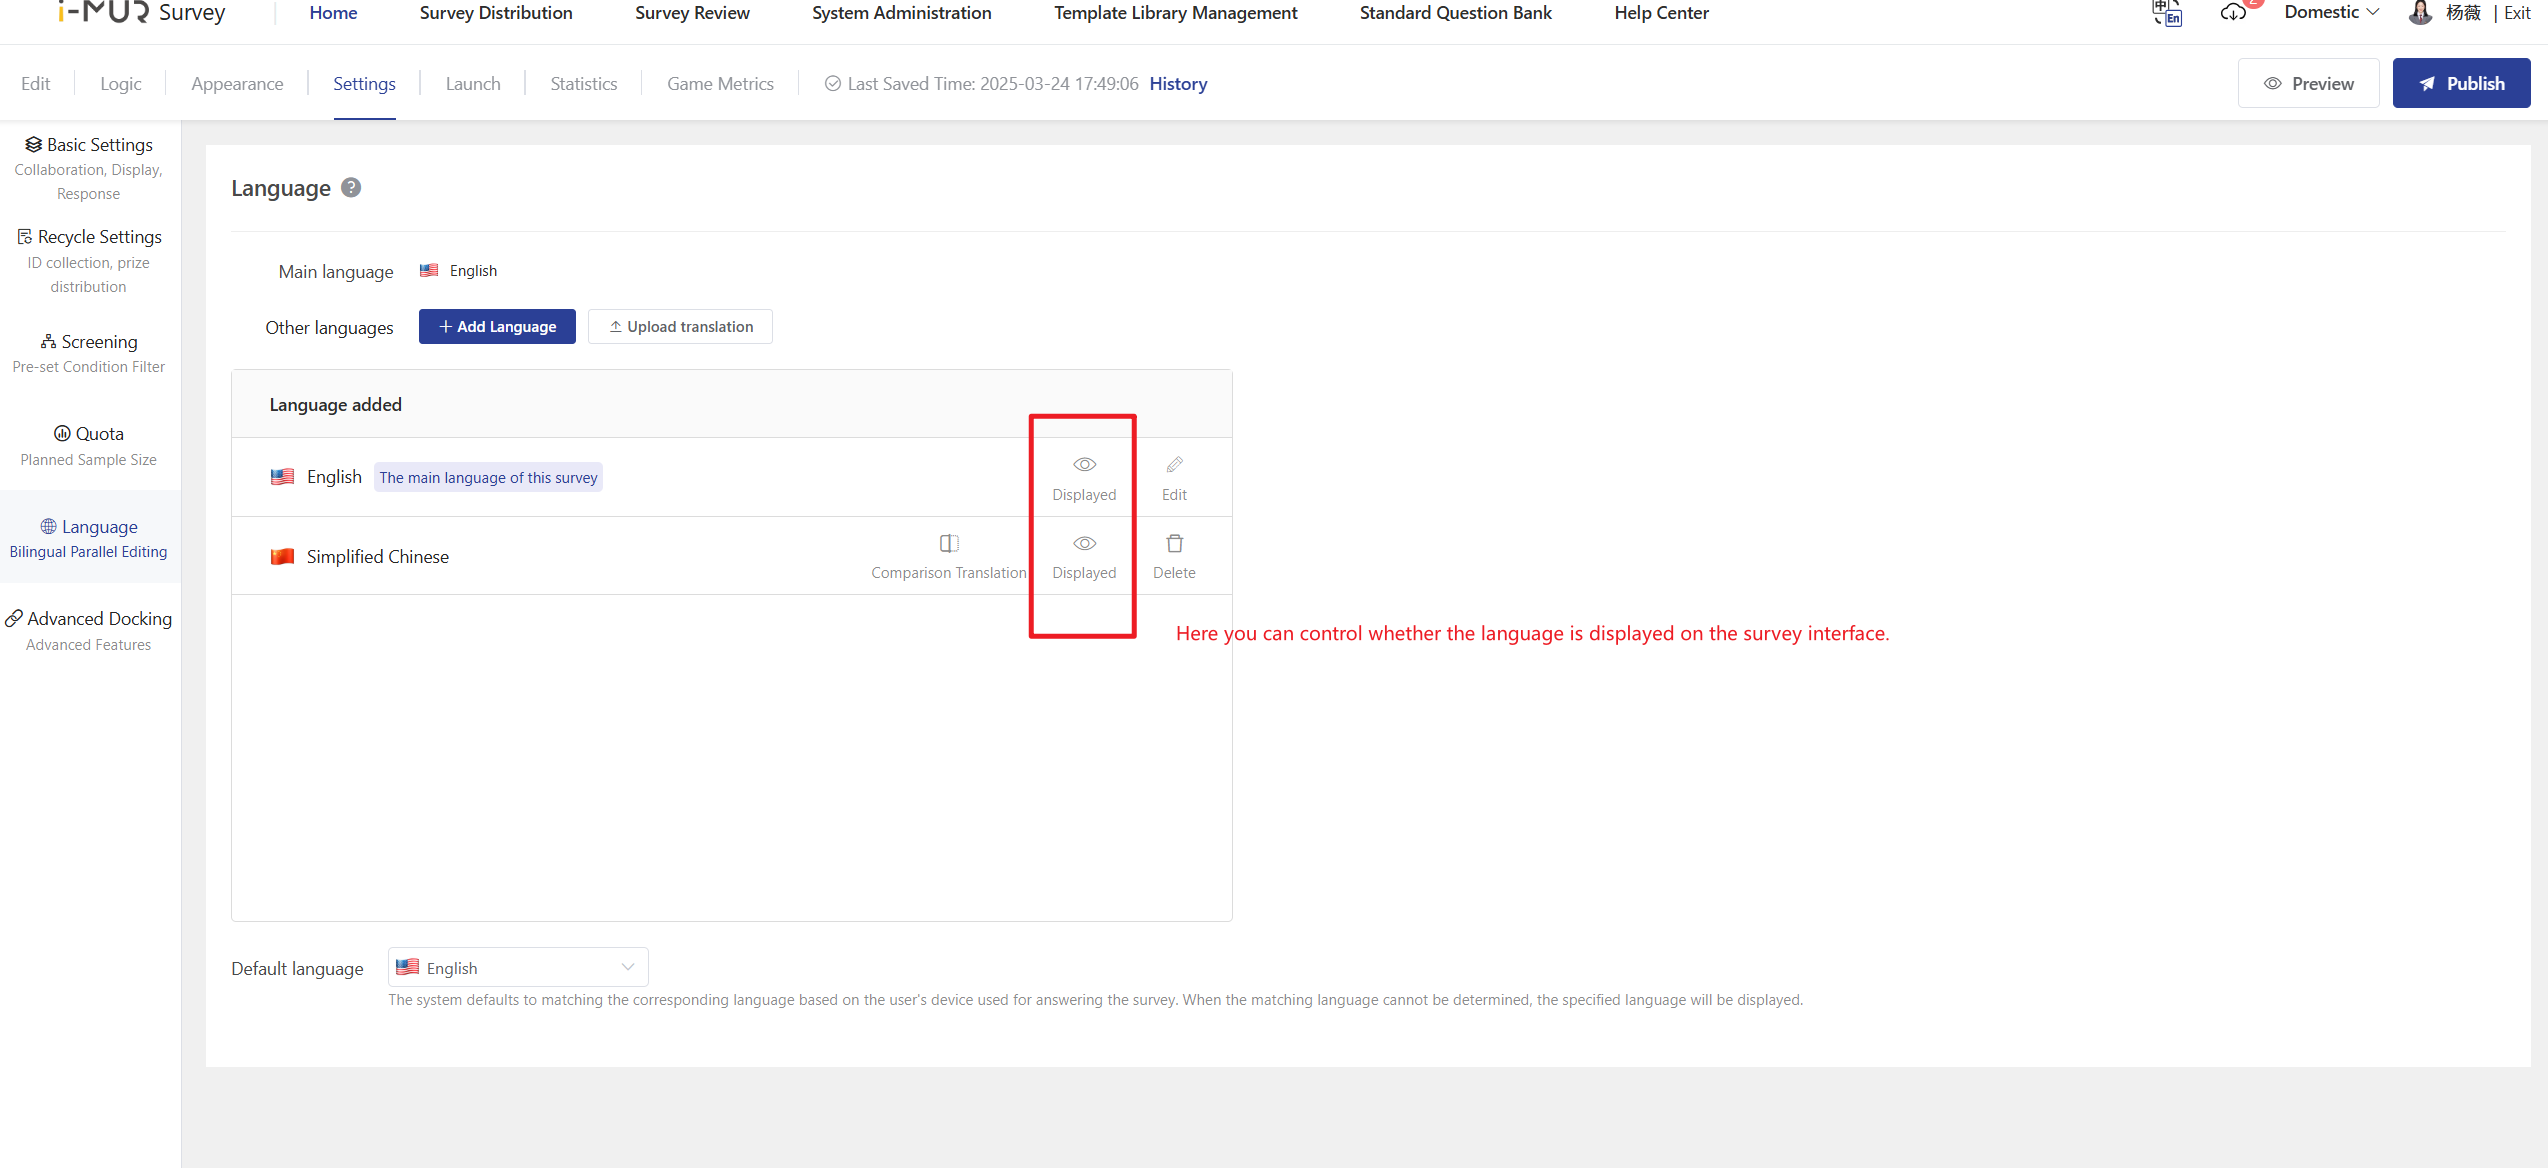 i-MUR Survey
Home
Survey Distribution
Survey Review
System Administration
Template Library Management
Standard Question Bank
Help Center
中 En
2
Domestic
杨薇 | Exit
Edit
Logic
Appearance
Settings
Launch
Statistics
Game Metrics
Last Saved Time: 2025-03-24 17:49:06 History
Preview
Publish
Basic Settings
Collaboration, Display,
Response
Recycle Settings
ID collection, prize
distribution
Screening
Pre-set Condition Filter
Quota
Planned Sample Size
Language
Bilingual Parallel Editing
Advanced Docking
Advanced Features
Language ?
Main language English
Other languages + Add Language Upload translation
Language added
English The main language of this survey
Displayed Edit
Simplified Chinese
Comparison Translation Displayed Delete
Here you can control whether the language is displayed on the survey interface.
Default language English
The system defaults to matching the corresponding language based on the user's device used for answering the survey. When the matching language cannot be determined, the specified language will be displayed.